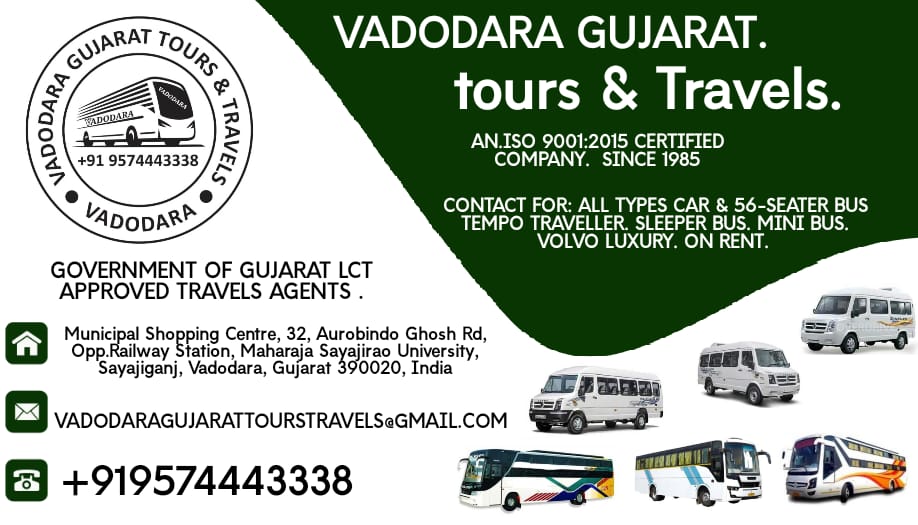 VADODARA GUJARAT TOURS & TRAVELS
VADODARA
VADODARA
+91 9574443338
VADODARA
VADODARA GUJARAT.
tours & Travels.
AN.ISO 9001:2015 CERTIFIED
COMPANY. SINCE 1985
CONTACT FOR: ALL TYPES CAR & 56-SEATER BUS
TEMPO TRAVELLER. SLEEPER BUS. MINI BUS.
VOLVO LUXURY. ON RENT.
GOVERNMENT OF GUJARAT LCT
APPROVED TRAVELS AGENTS .
Municipal Shopping Centre, 32, Aurobindo Ghosh Rd,
Opp.Railway Station, Maharaja Sayajirao University,
Sayajiganj, Vadodara, Gujarat 390020, India
VADODARAGUJARATTOURSTRAVELS@GMAIL.COM
+919574443338